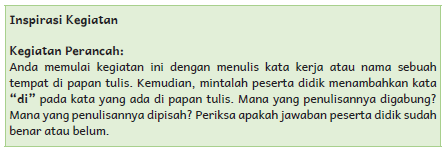 Inspirasi Kegiatan
Kegiatan Perancah:
Anda memulai kegiatan ini dengan menulis kata kerja atau nama sebuah
tempat di papan tulis. Kemudian, mintalah peserta didik menambahkan kata
“di” pada kata yang ada di papan tulis. Mana yang penulisannya digabung?
Mana yang penulisannya dipisah? Periksa apakah jawaban peserta didik sudah
benar atau belum.